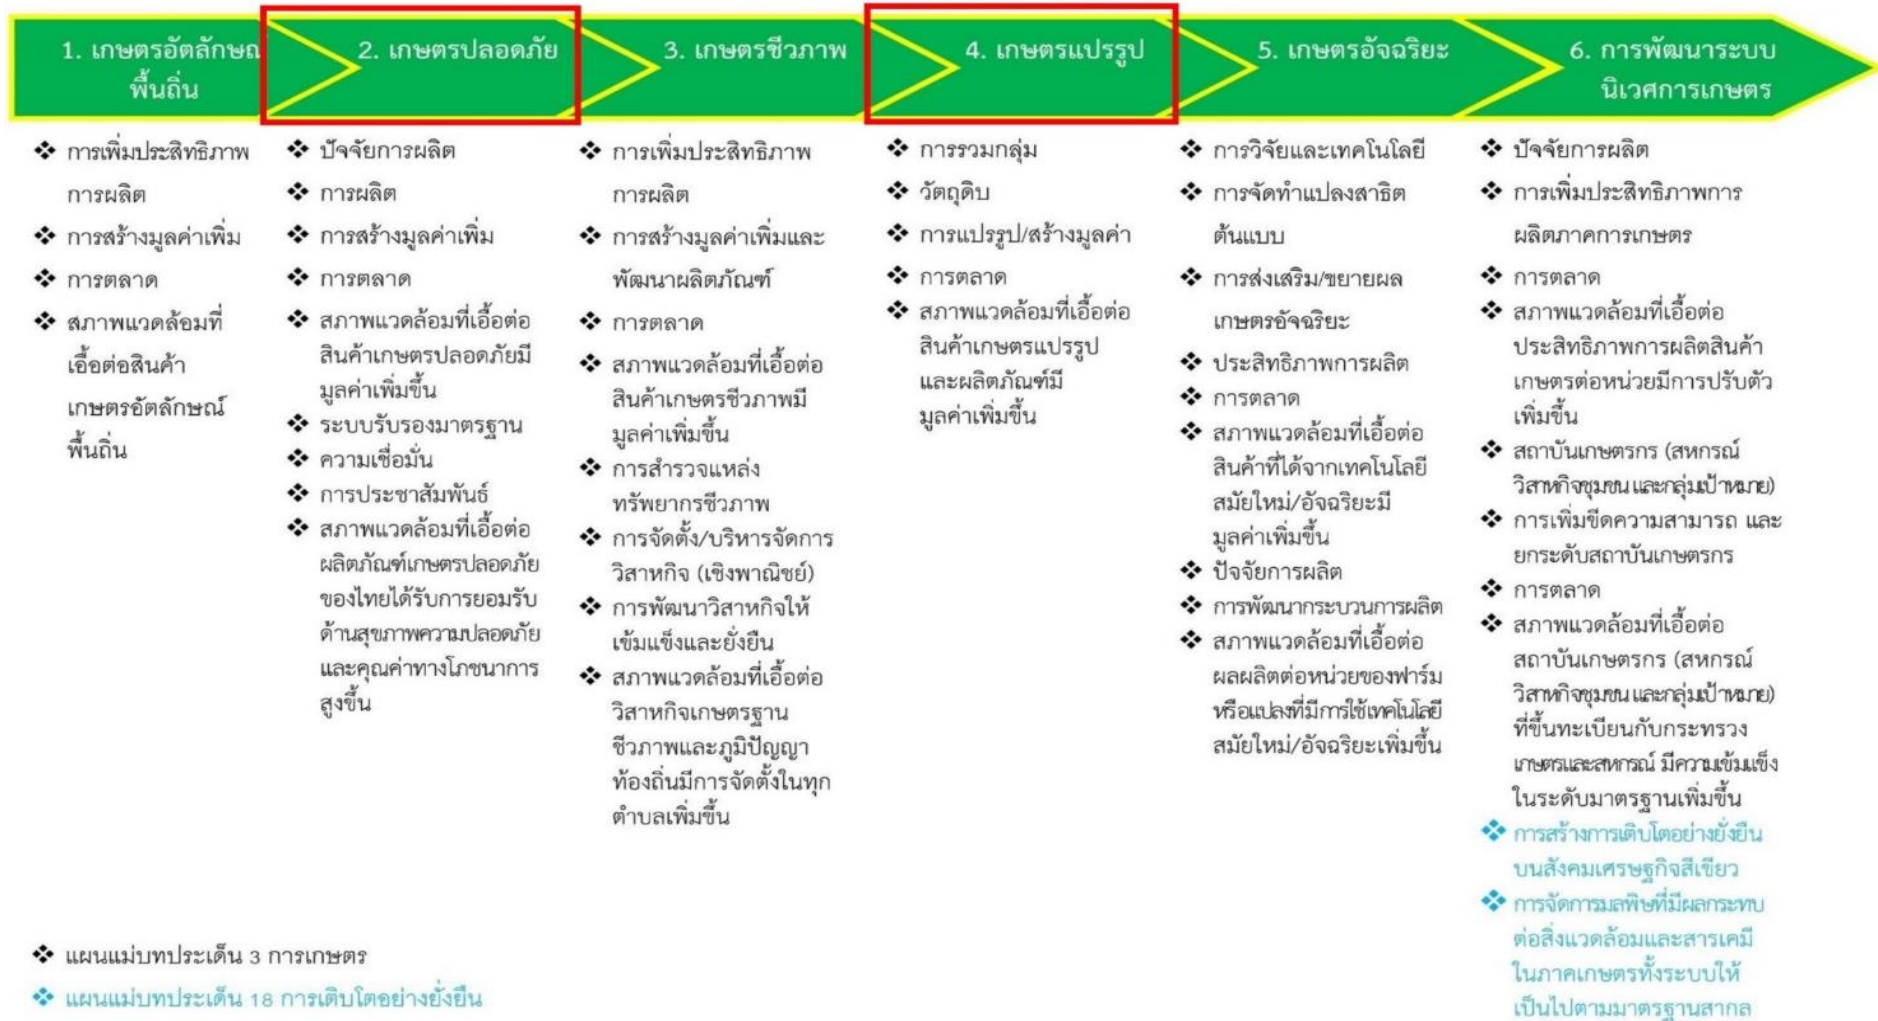 1. เกษตรอัตลักษณ
พื้นถิ่น
2. เกษตรปลอดภัย
3. เกษตรชีวภาพ
4. เกษตรแปรรูป
5. เกษตรอัจฉริยะ
6. การพัฒนาระบบ
นิเวศการเกษตร
❖ การเพิ่มประสิทธิภาพ
การผลิต
❖ การสร้างมูลค่าเพิ่ม
❖ การตลาด
❖ สภาพแวดล้อมที่
เอื้อต่อสินค้า
เกษตรอัตลักษณ์
พื้นถิ่น
❖ ปัจจัยการผลิต
❖ การผลิต
❖ การสร้างมูลค่าเพิ่ม
❖ การตลาด
❖ สภาพแวดล้อมที่เอื้อต่อ
สินค้าเกษตรปลอดภัยมี
มูลค่าเพิ่มขึ้น
❖ ระบบรับรองมาตรฐาน
❖ ความเชื่อมั่น
❖ การประชาสัมพันธ์
❖ สภาพแวดล้อมที่เอื้อต่อ
ผลิตภัณฑ์เกษตรปลอดภัย
ของไทยได้รับการยอมรับ
ด้านสุขภาพความปลอดภัย
และคุณค่าทางโภชนาการ
สูงขึ้น
❖ การเพิ่มประสิทธิภาพ
การผลิต
❖ การสร้างมูลค่าเพิ่มและ
พัฒนาผลิตภัณฑ์
❖ การตลาด
❖ สภาพแวดล้อมที่เอื้อต่อ
สินค้าเกษตรชีวภาพมี
มูลค่าเพิ่มขึ้น
❖ การสำรวจแหล่ง
ทรัพยากรชีวภาพ
❖ การจัดตั้ง/บริหารจัดการ
วิสาหกิจ (เชิงพาณิชย์)
❖ การพัฒนาวิสาหกิจให้
เข้มแข็งและยั่งยืน
❖ สภาพแวดล้อมที่เอื้อต่อ
วิสาหกิจเกษตรฐาน
ชีวภาพและภูมิปัญญา
ท้องถิ่นมีการจัดตั้งในทุก
ตำบลเพิ่มขึ้น
❖ การรวมกลุ่ม
❖ วัตถุดิบ
❖ การแปรรูป/สร้างมูลค่า
❖ การตลาด
❖ สภาพแวดล้อมที่เอื้อต่อ
สินค้าเกษตรแปรรูป
และผลิตภัณฑ์มี
มูลค่าเพิ่มขึ้น
❖ การวิจัยและเทคโนโลยี
❖ การจัดทำแปลงสาธิต
ต้นแบบ
❖ การส่งเสริม/ขยายผล
เกษตรอัจฉริยะ
❖ ประสิทธิภาพการผลิต
❖ การตลาด
❖ สภาพแวดล้อมที่เอื้อต่อ
สินค้าที่ได้จากเทคโนโลยี
สมัยใหม่/อัจฉริยะมี
มูลค่าเพิ่มขึ้น
❖ ปัจจัยการผลิต
❖ การพัฒนากระบวนการผลิต
❖ สภาพแวดล้อมที่เอื้อต่อ
ผลผลิตต่อหน่วยของฟาร์ม
หรือแปลงที่มีการใช้เทคโนโลยี
สมัยใหม่/อัจฉริยะเพิ่มขึ้น
❖ ปัจจัยการผลิต
❖ การเพิ่มประสิทธิภาพการ
ผลิตภาคการเกษตร
❖ การตลาด
❖ สภาพแวดล้อมที่เอื้อต่อ
ประสิทธิภาพการผลิตสินค้า
เกษตรต่อหน่วยมีการปรับตัว
เพิ่มขึ้น
❖ สถาบันเกษตรกร (สหกรณ์
วิสาหกิจชุมชน และกลุ่มเป้าหมาย)
❖ การเพิ่มขีดความสามารถ และ
ยกระดับสถาบันเกษตรกร
❖ การตลาด
❖ สภาพแวดล้อมที่เอื้อต่อ
สถาบันเกษตรกร (สหกรณ์
วิสาหกิจชุมชน และกลุ่มเป้าหมาย)
ที่ขึ้นทะเบียนกับกระทรวง
เกษตรและสหกรณ์ มีความเข้มแข็ง
ในระดับมาตรฐานเพิ่มขึ้น
❖ การสร้างการเติบโตอย่างยั่งยืน
บนสังคมเศรษฐกิจสีเขียว
❖ การจัดการมลพิษที่มีผลกระทบ
ต่อสิ่งแวดล้อมและสารเคมี
ในภาคเกษตรทั้งระบบให้
เป็นไปตามมาตรฐานสากล
❖ แผนแม่บทประเด็น 3 การเกษตร
❖ แผนแม่บทประเด็น 18 การเติบโตอย่างยั่งยืน